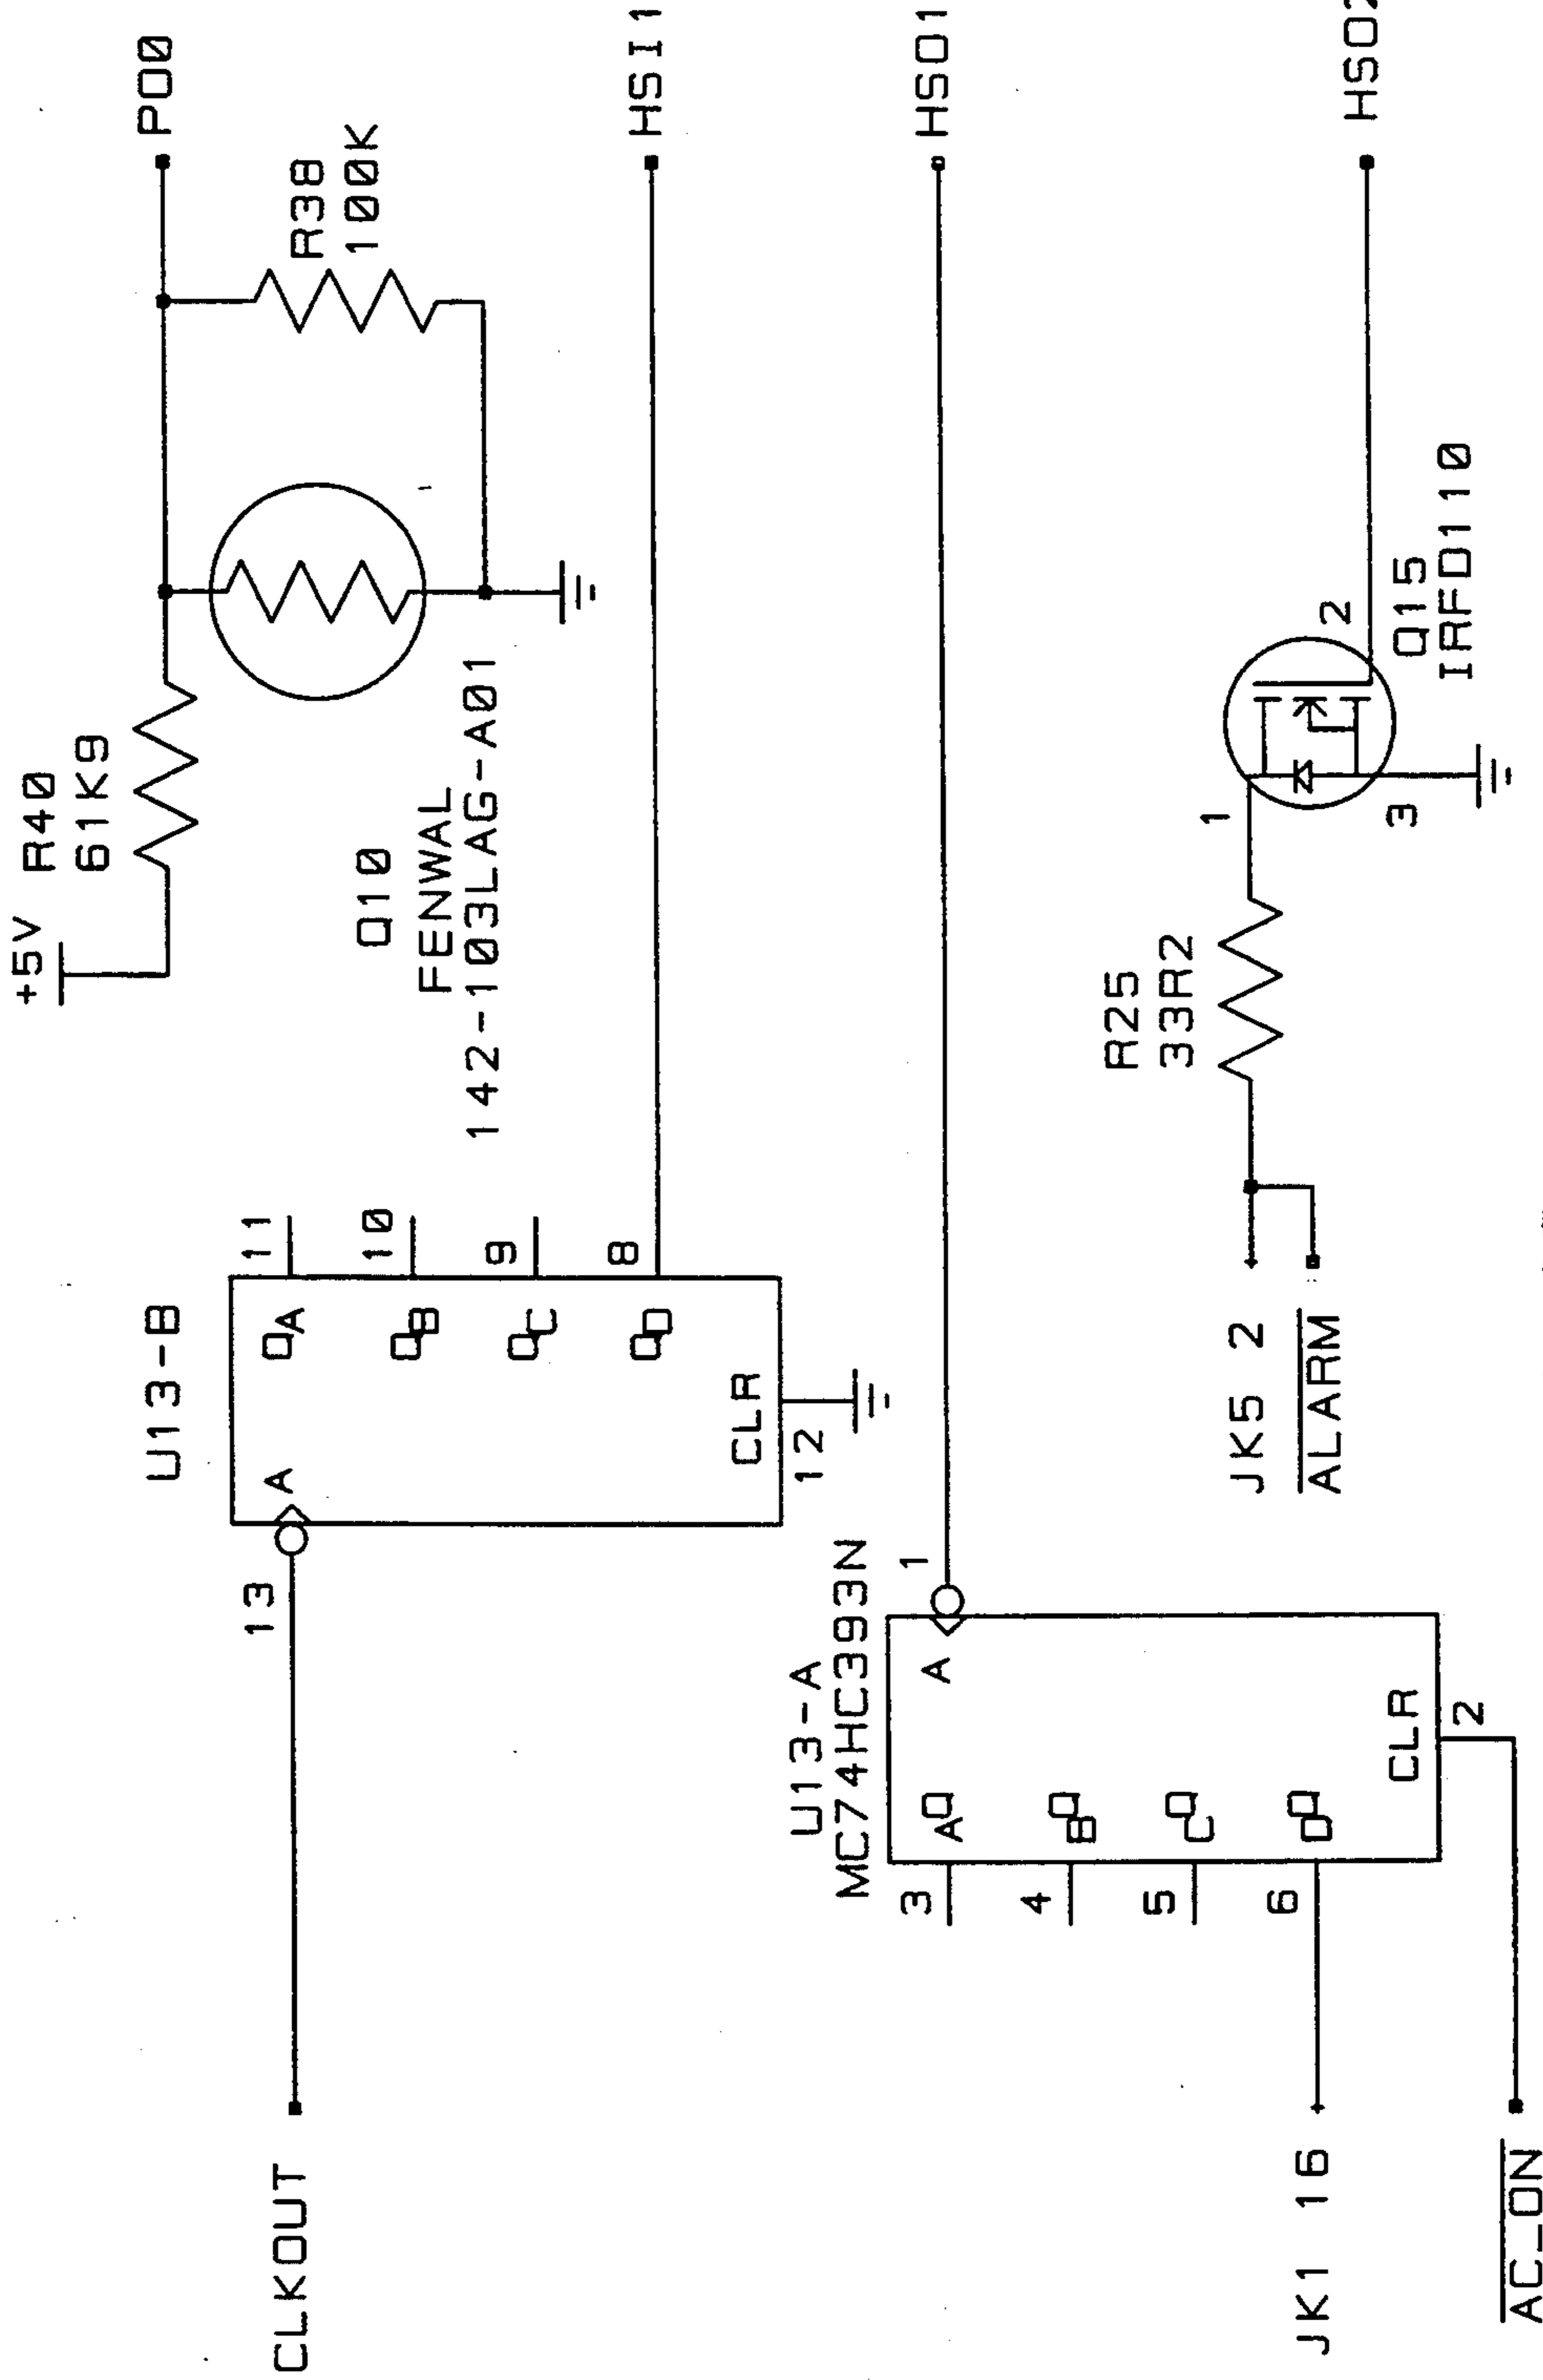 +5V
R40
61K9
P00
R38
100K
Q10
FENWAL
142-103LAG-A01
HSI1
CLKOUT
13
U13-B
A
QA
QB
QC
QD
CLR
11
10
9
8
12
HSO1
U13-A
MC74HC393N
1
A
QA
QB
QC
QD
CLR
3
4
5
6
2
JK1 16
AC_ON
JK5 2
ALARM
R25
33R2
1
2
3
Q15
IRFD110
HSO2